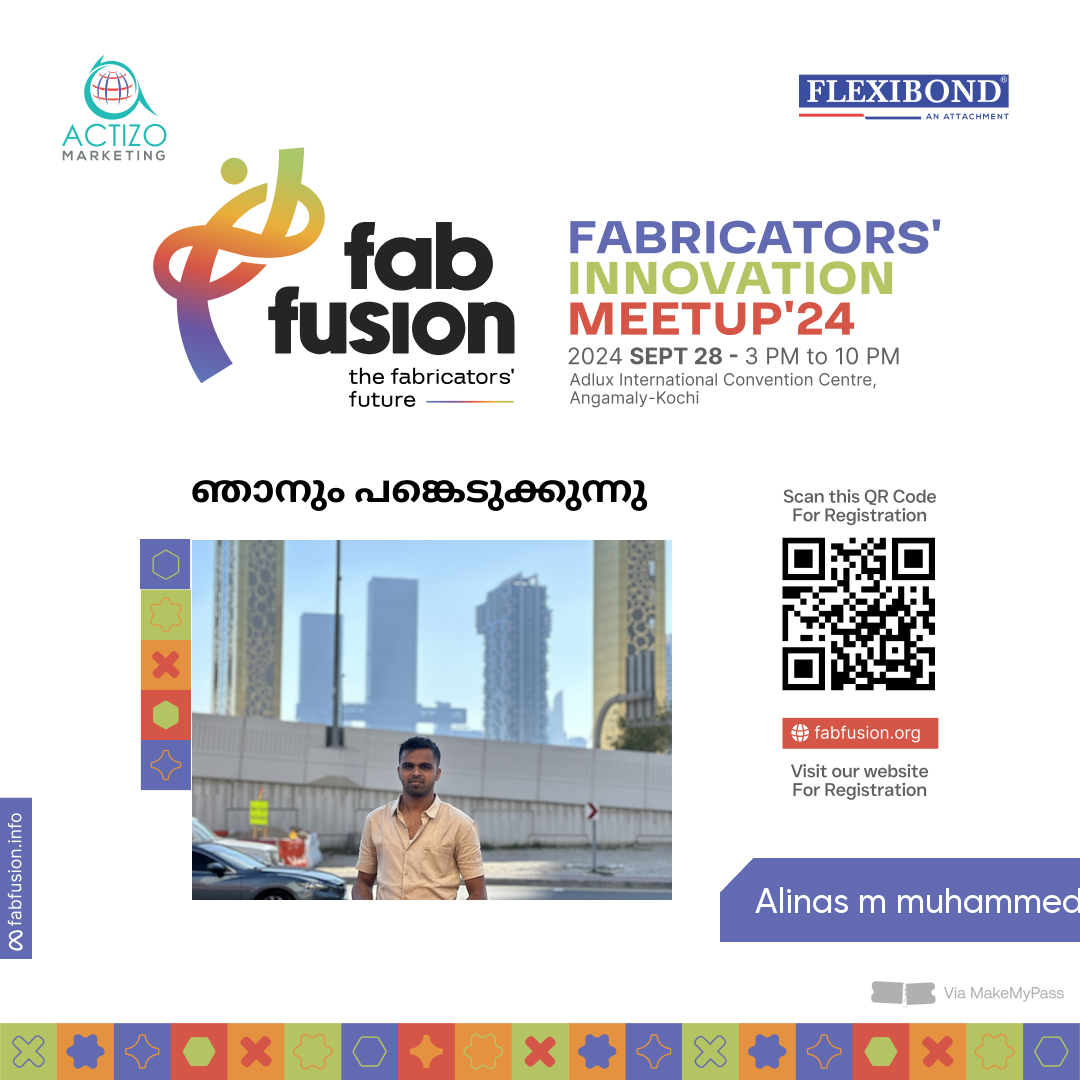 ACTIZO
MARKETING
FLEXIBOND®
AN ATTACHMENT
fab
fusion
the fabricators'
future
FABRICATORS'
INNOVATION
MEETUP'24
2024 SEPT 28 - 3 PM to 10 PM
Adlux International Convention Centre,
Angamaly-Kochi
ഞാനും പങ്കെടുക്കുന്നു
Scan this QR Code
For Registration
fabfusion.org
Visit our website
For Registration
fabfusion.info
Alinas m muhammed
Via MakeMyPass